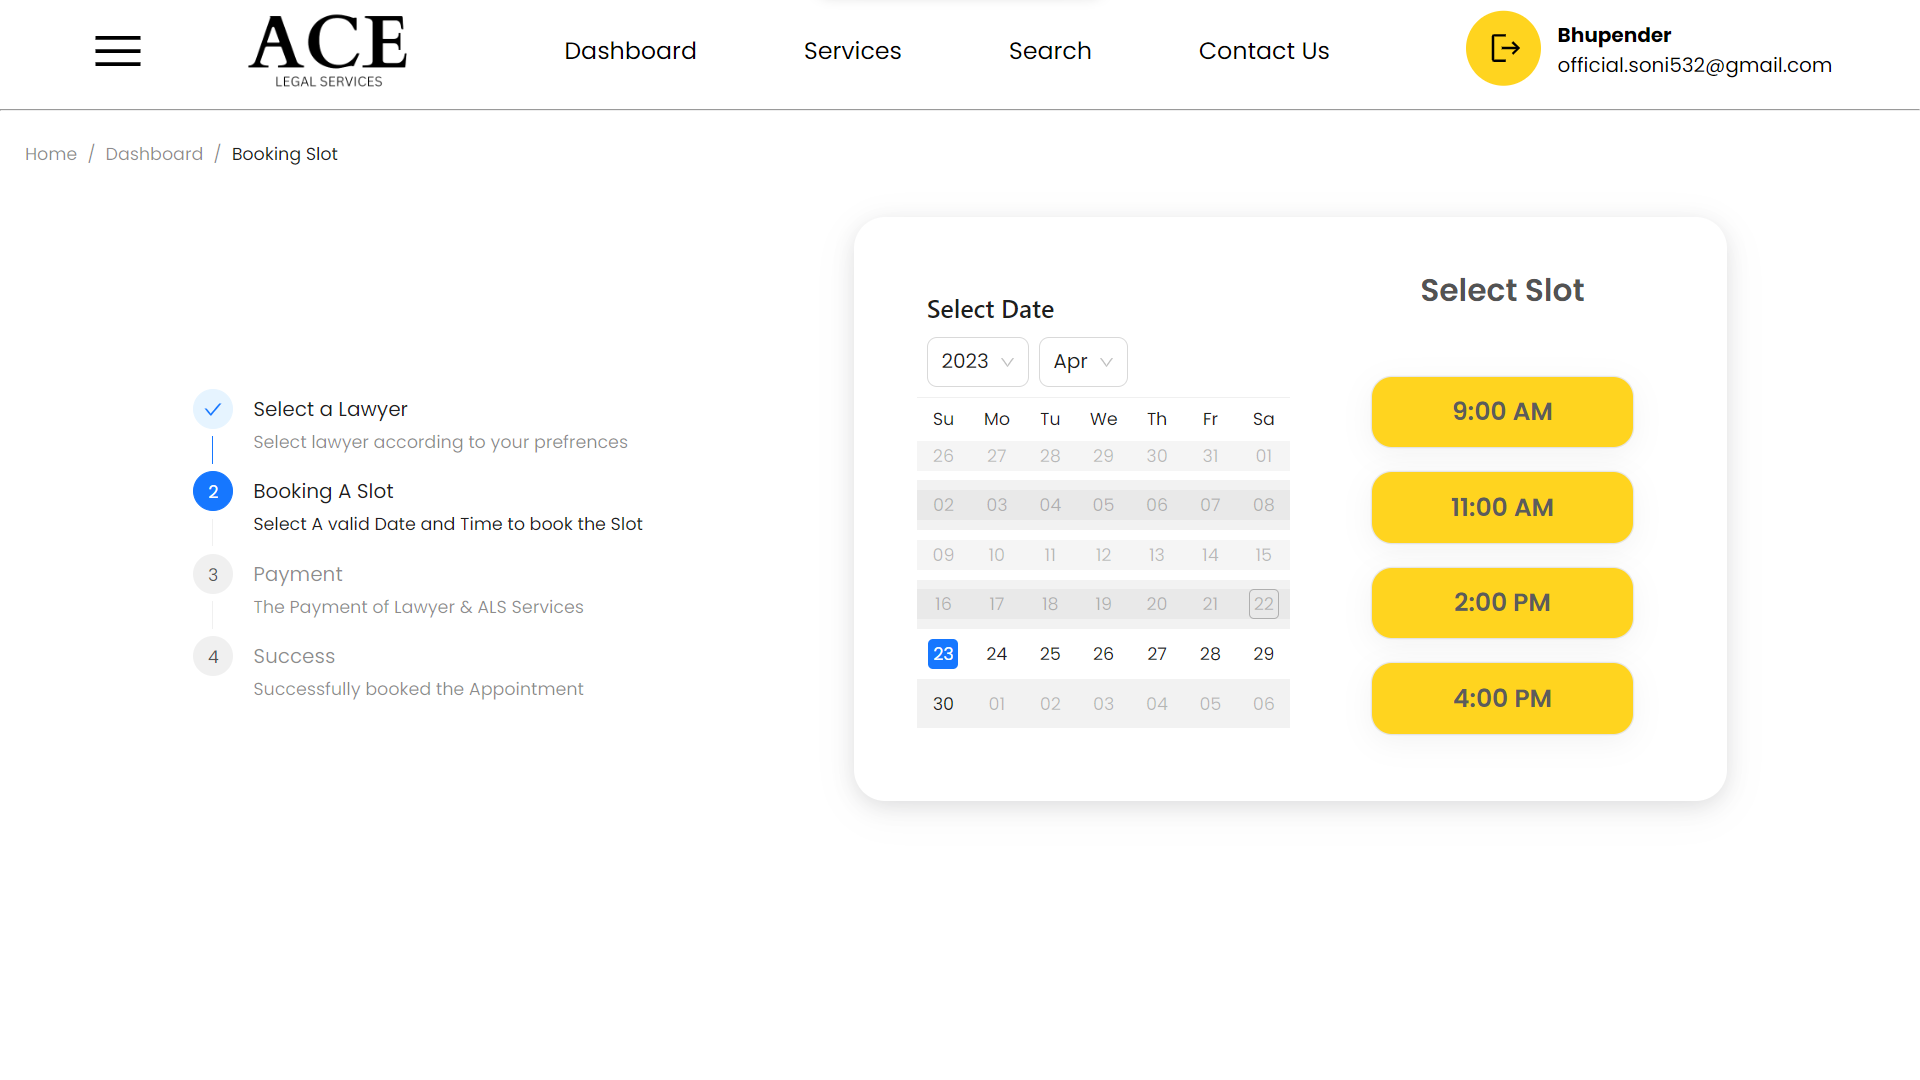 ACE
LEGAL SERVICES
Dashboard
Services
Search
Contact Us
Bhupender
official.soni532@gmail.com
Home / Dashboard / Booking Slot
Select a Lawyer
Select lawyer according to your prefrences
2
Booking A Slot
Select A valid Date and Time to book the Slot
3
Payment
The Payment of Lawyer & ALS Services
4
Success
Successfully booked the Appointment
Select Date
2023 Apr
Su Mo Tu We Th Fr Sa
26 27 28 29 30 31 01
02 03 04 05 06 07 08
09 10 11 12 13 14 15
16 17 18 19 20 21 22
23 24 25 26 27 28 29
30 01 02 03 04 05 06
Select Slot
9:00 AM
11:00 AM
2:00 PM
4:00 PM